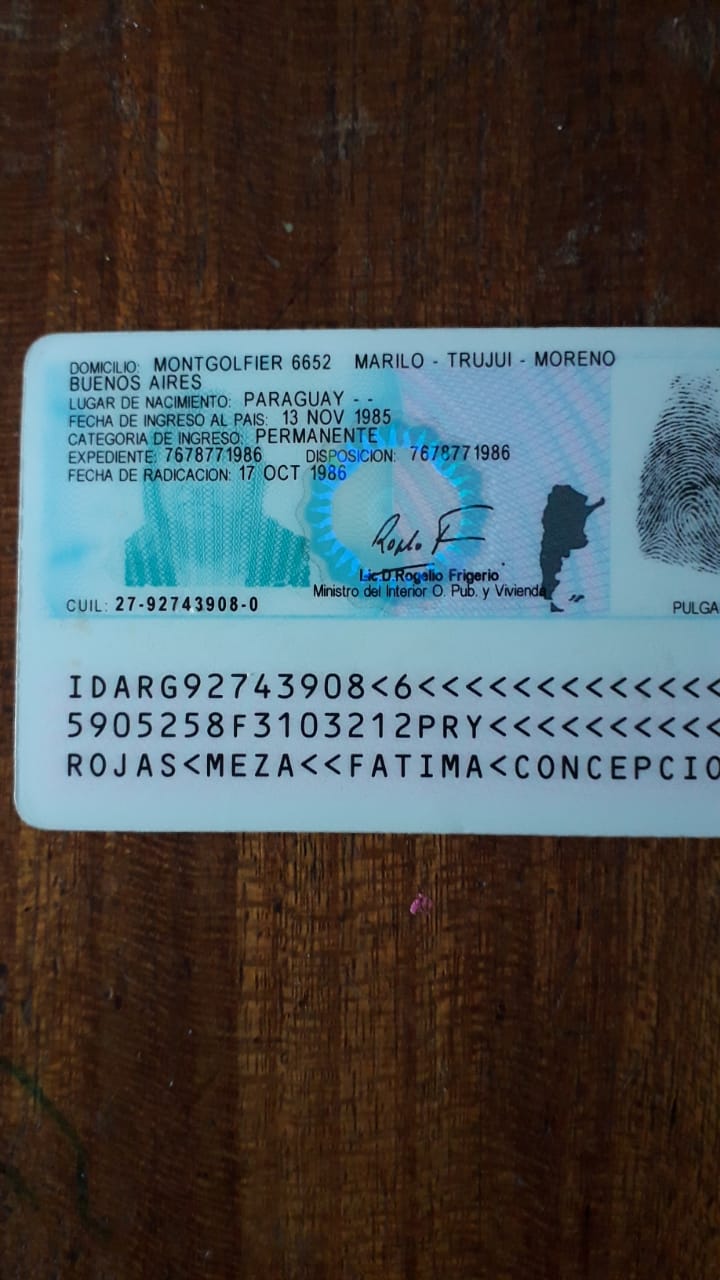 DOMICILIO: MONTGOLFIER 6652 MARILO - TRUJUI - MORENO
BUENOS AIRES
LUGAR DE NACIMIENTO: PARAGUAY - -
FECHA DE INGRESO AL PAIS: 13 NOV 1985
CATEGORIA DE INGRESO: PERMANENTE
EXPEDIENTE: 7678771986 DISPOSICION: 7678771986
FECHA DE RADICACION: 17 OCT 1986
Lic.D.Rogelio Frigerio
Ministro del Interior O. Pub. y Vivienda
CUIL: 27-92743908-0
PULGA
IDARG92743908<6<<<<<<<<<<<<<<
5905258F3103212PRY<<<<<<<<<<
ROJAS<MEZA<<FATIMA<CONCEPCIO